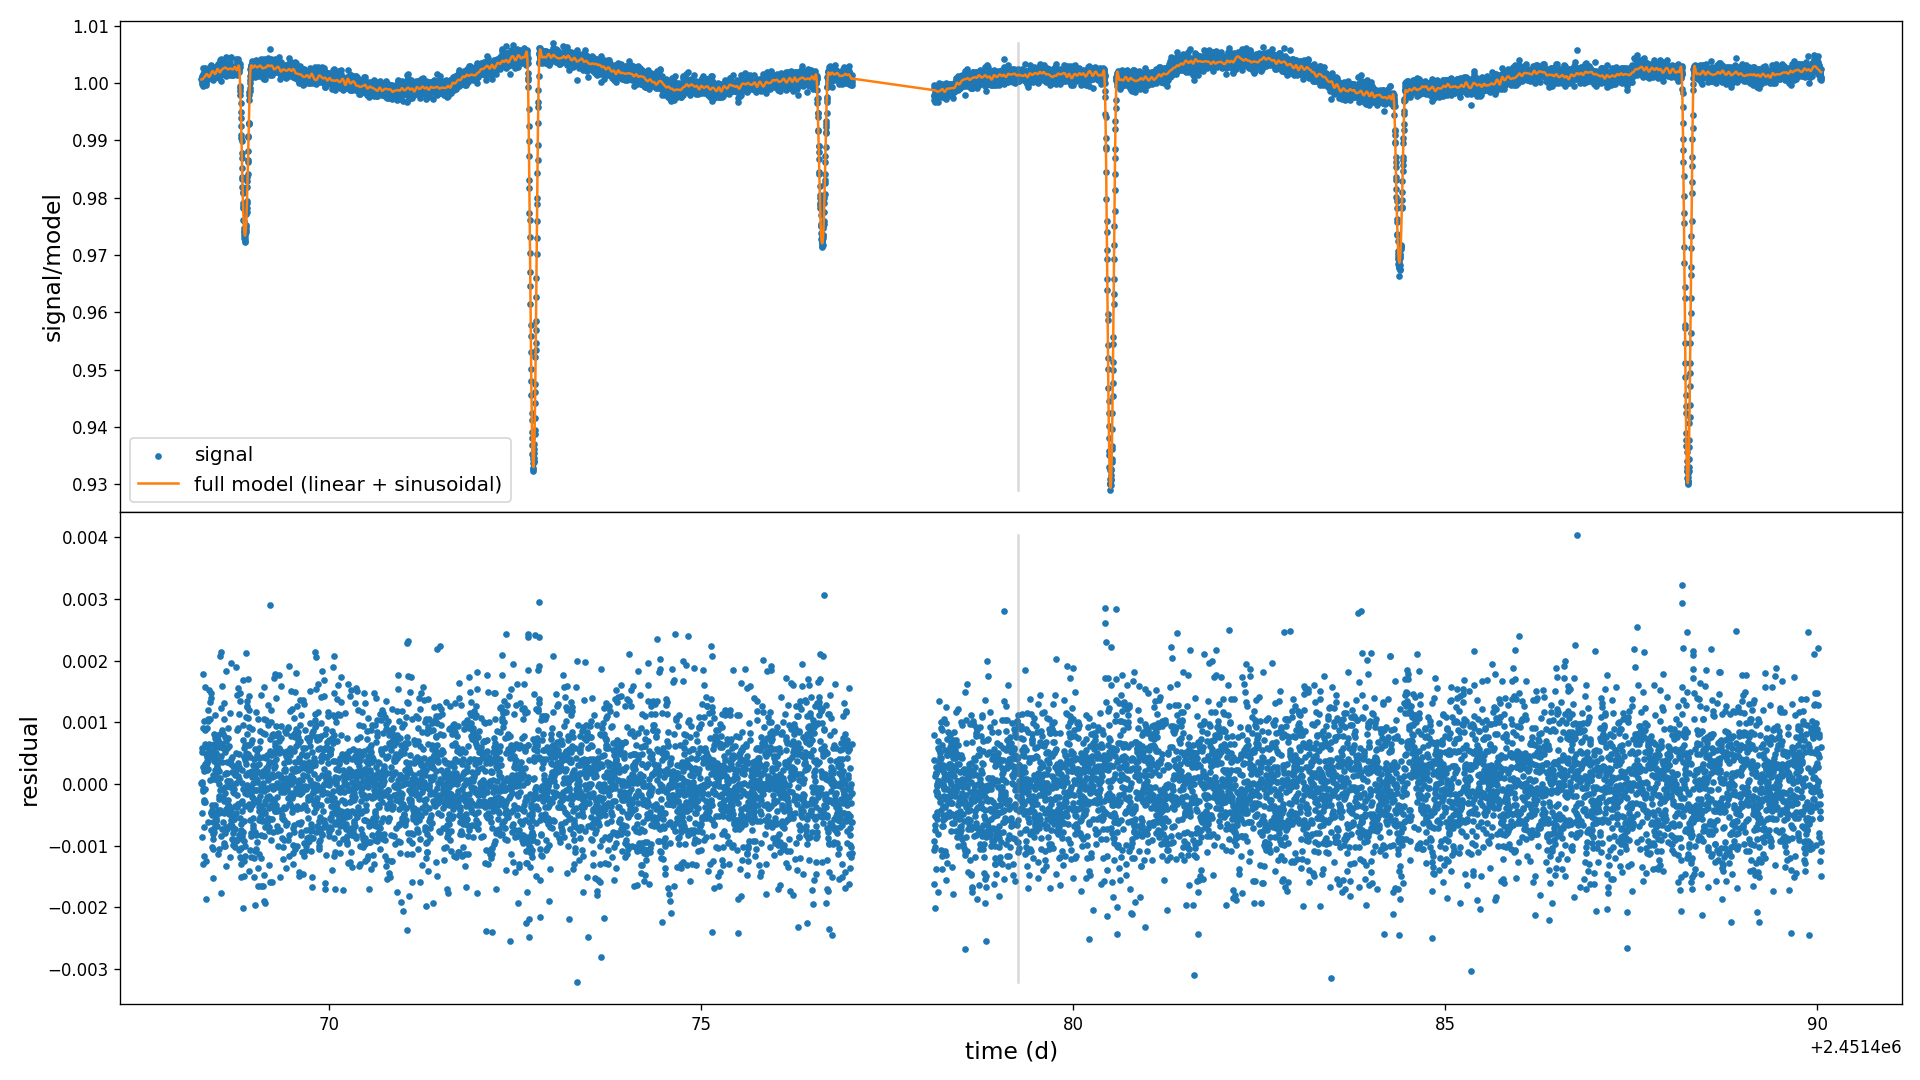 1.01
1.00
0.99
0.98
0.97
0.96
0.95
0.94
0.93
signal/model
signal
full model (linear + sinusoidal)
0.004
0.003
0.002
0.001
0.000
−0.001
−0.002
−0.003
residual
70 75 80 85 90
time (d)
+2.4514e6